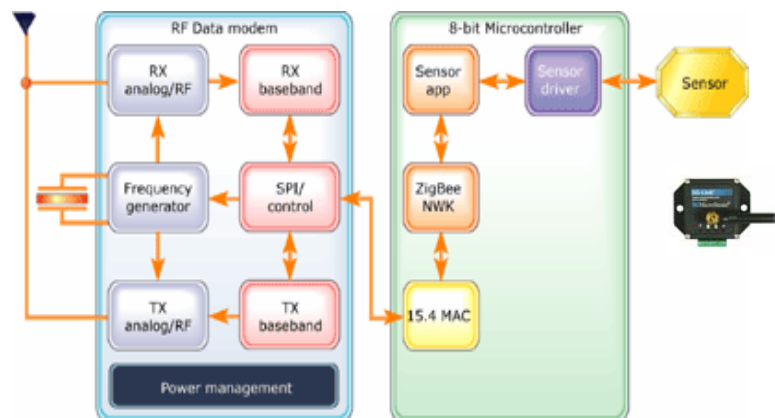 RF Data modem
8-bit Microcontroller
RX
analog/RF
RX
baseband
Sensor
app
Sensor
driver
Sensor
Frequency
generator
SPI/
control
ZigBee
NWK
TX
analog/RF
TX
baseband
15.4 MAC
Power management